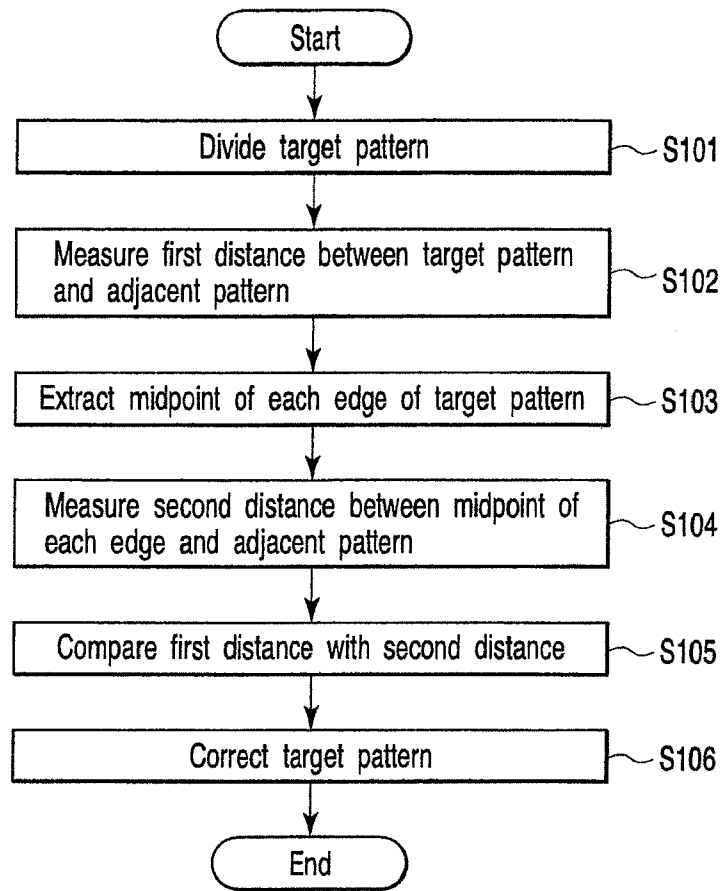 Start
Divide target pattern
S101
Measure first distance between target pattern
and adjacent pattern
S102
Extract midpoint of each edge of target pattern
S103
Measure second distance between midpoint of
each edge and adjacent pattern
S104
Compare first distance with second distance
S105
Correct target pattern
S106
End